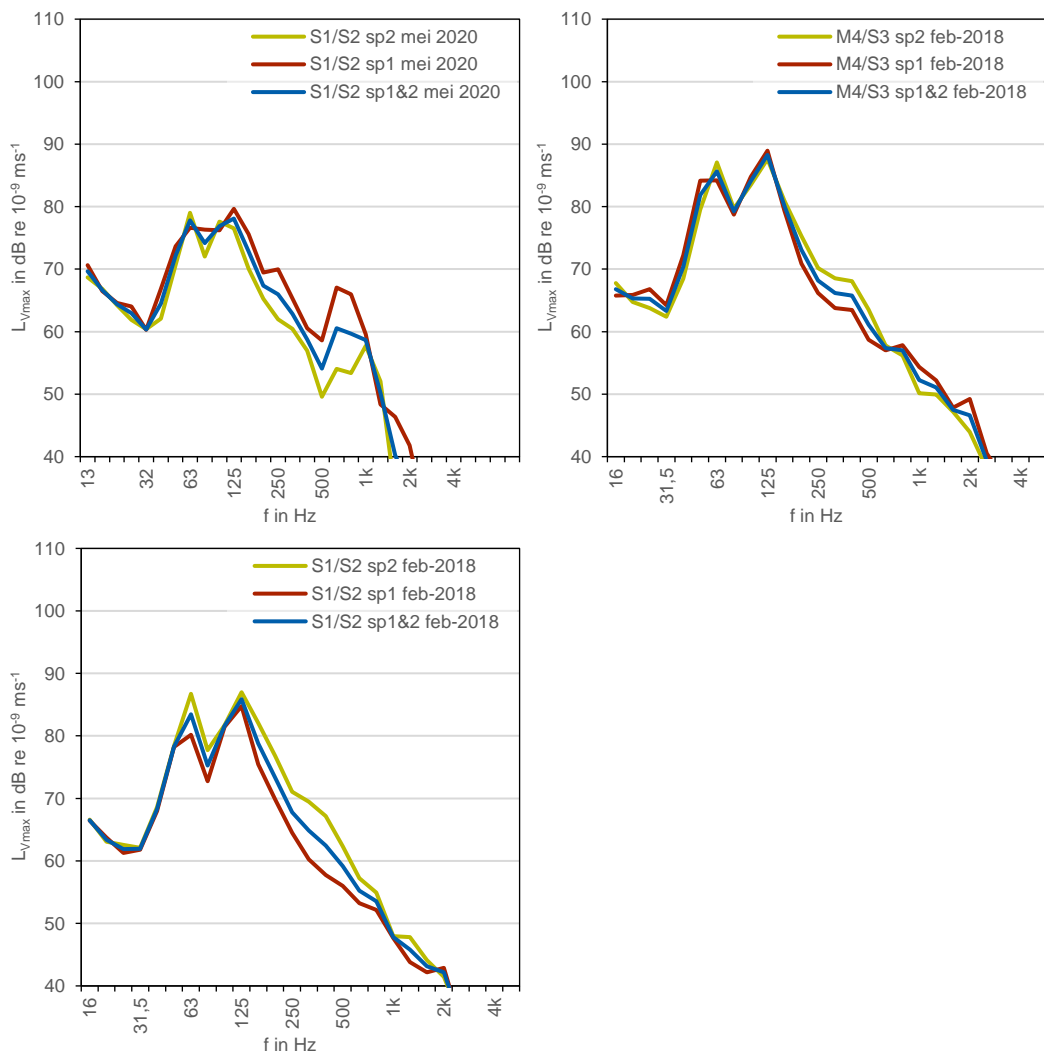 110
100
90
80
70
60
50
40
L_Vmax in dB re 10⁻⁹ ms⁻¹
S1/S2 sp2 mei 2020
S1/S2 sp1 mei 2020
S1/S2 sp1&2 mei 2020
13
32
63
125
250
500
1k
2k
4k
f in Hz
110
100
90
80
70
60
50
40
L_Vmax in dB re 10⁻⁹ ms⁻¹
M4/S3 sp2 feb-2018
M4/S3 sp1 feb-2018
M4/S3 sp1&2 feb-2018
16
31,5
63
125
250
500
1k
2k
4k
f in Hz
110
100
90
80
70
60
50
40
L_Vmax in dB re 10⁻⁹ ms⁻¹
S1/S2 sp2 feb-2018
S1/S2 sp1 feb-2018
S1/S2 sp1&2 feb-2018
16
31,5
63
125
250
500
1k
2k
4k
f in Hz